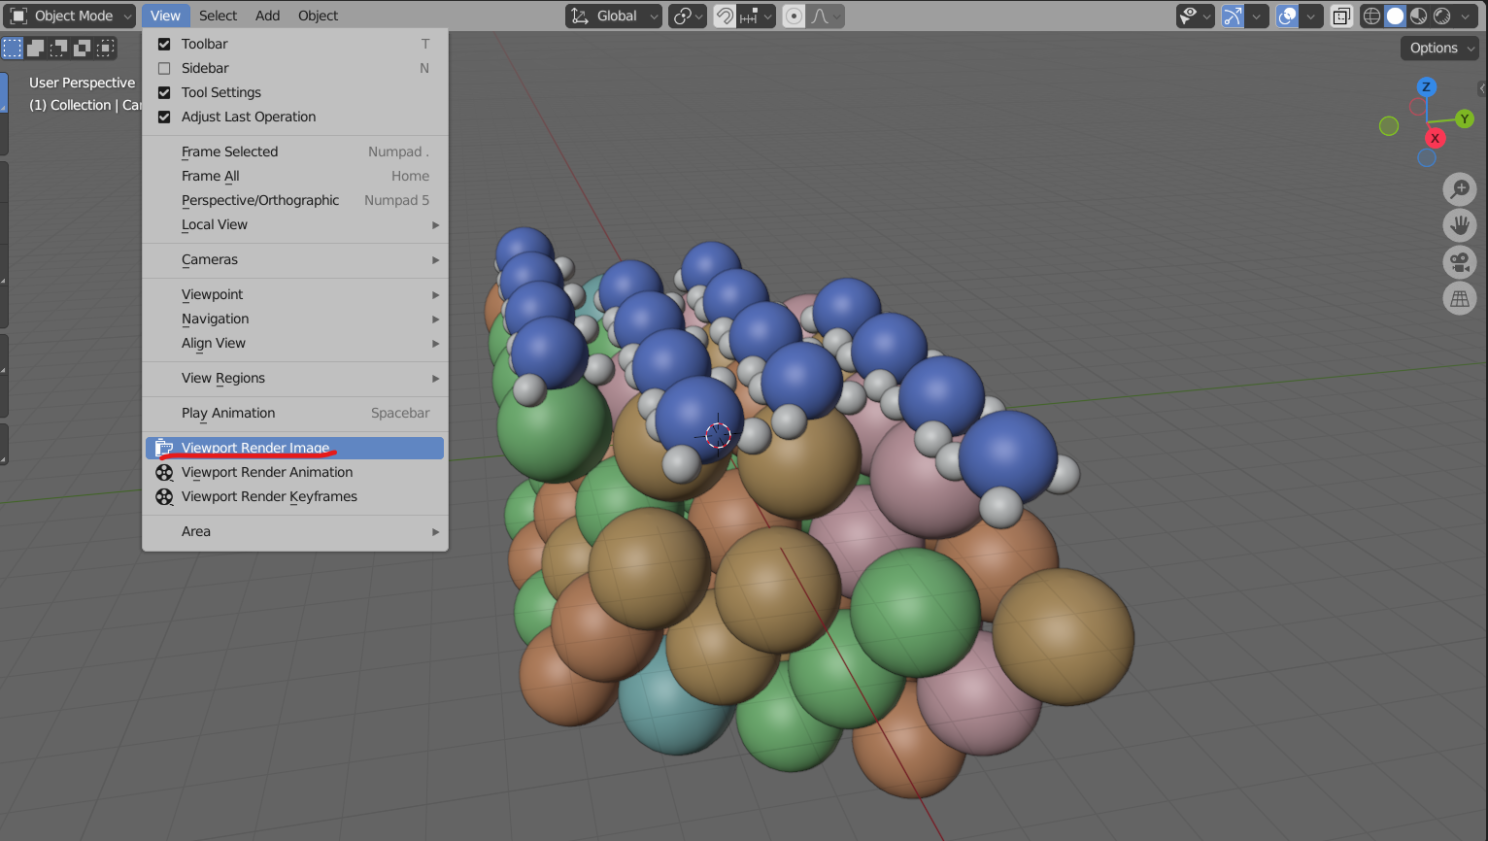 Object Mode View Select Add Object Global
Options
User Perspective
(1) Collection | Ca
Toolbar T
Sidebar N
Tool Settings
Adjust Last Operation
Frame Selected Numpad .
Frame All Home
Perspective/Orthographic Numpad 5
Local View
Cameras
Viewpoint
Navigation
Align View
View Regions
Play Animation Spacebar
Viewport Render Image
Viewport Render Animation
Viewport Render Keyframes
Area
Z
Y
X